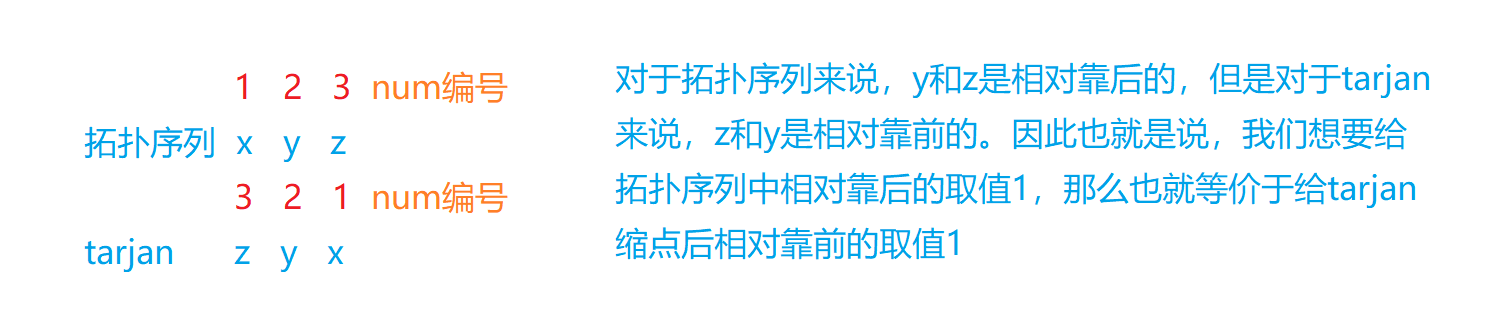 1 2 3 num编号
拓扑序列 x y z
3 2 1 num编号
tarjan z y x
对于拓扑序列来说，y和z是相对靠后的，但是对于tarjan
来说，z和y是相对靠前的。因此也就是说，我们想要给
拓扑序列中相对靠后的取值1，那么也就等价于给tarjan
缩点后相对靠前的取值1